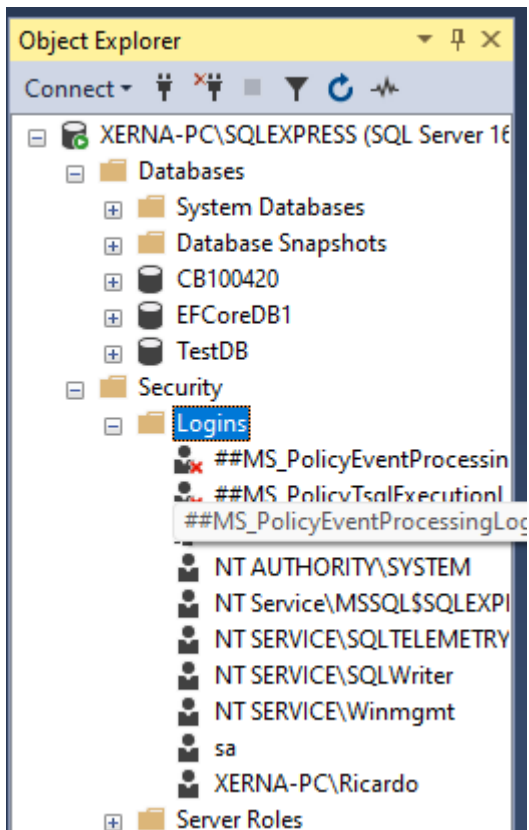 Object Explorer
Connect
XERNA-PC\SQLEXPRESS (SQL Server 16
Databases
System Databases
Database Snapshots
CB100420
EFCoreDB1
TestDB
Security
Logins
##MS_PolicyEventProcessin
##MS_PolicyTsqlExecutionL
##MS_PolicyEventProcessingLog
NT AUTHORITY\SYSTEM
NT Service\MSSQL$SQLEXPI
NT SERVICE\SQLTELEMETRY
NT SERVICE\SQLWriter
NT SERVICE\Winmgmt
sa
XERNA-PC\Ricardo
Server Roles